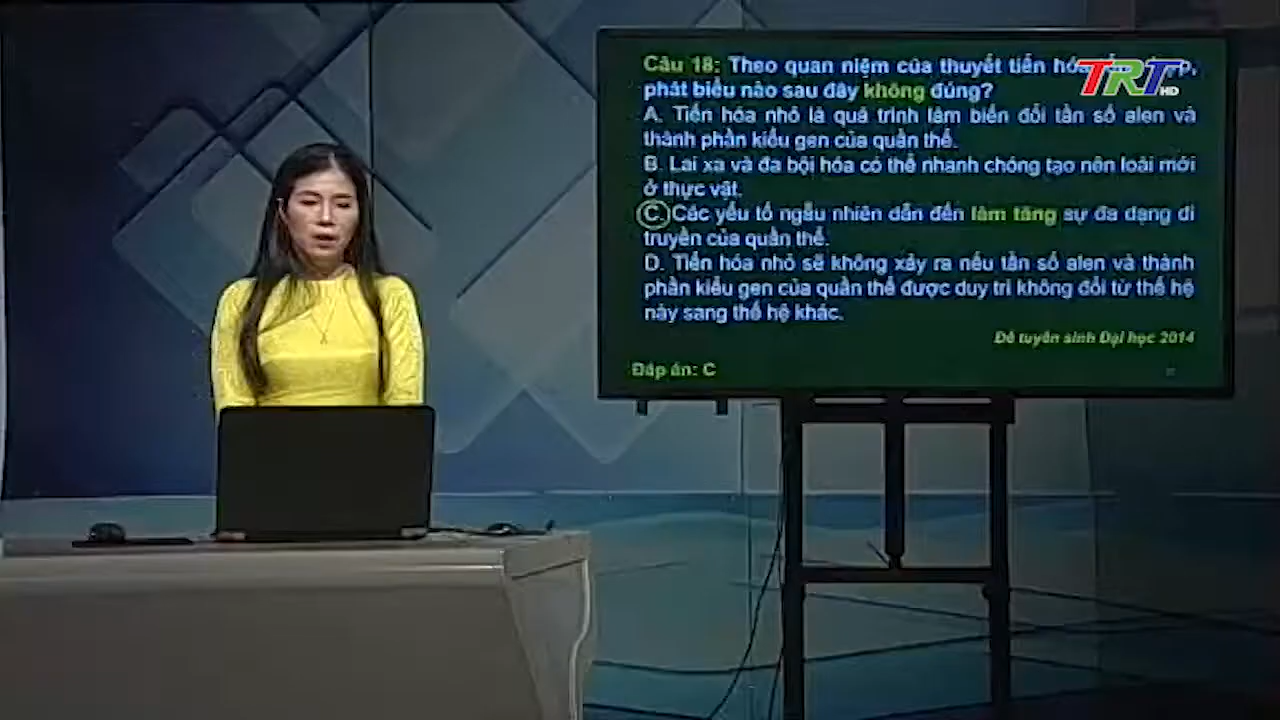 Câu 18: Theo quan niệm của thuyết tiến hóa
TRT HD
phát biểu nào sau đây không đúng?
A. Tiến hóa nhỏ là quá trình làm biến đổi tần số alen và
thành phần kiểu gen của quần thể.
B. Lai xa và đa bội hóa có thể nhanh chóng tạo nên loài mới
ở thực vật.
C. Các yếu tố ngẫu nhiên dẫn đến làm tăng sự đa dạng di
truyền của quần thể.
D. Tiến hóa nhỏ sẽ không xảy ra nếu tần số alen và thành
phần kiểu gen của quần thể được duy trì không đổi từ thế hệ
này sang thế hệ khác.
Đề tuyển sinh Đại học 2014
Đáp án: C